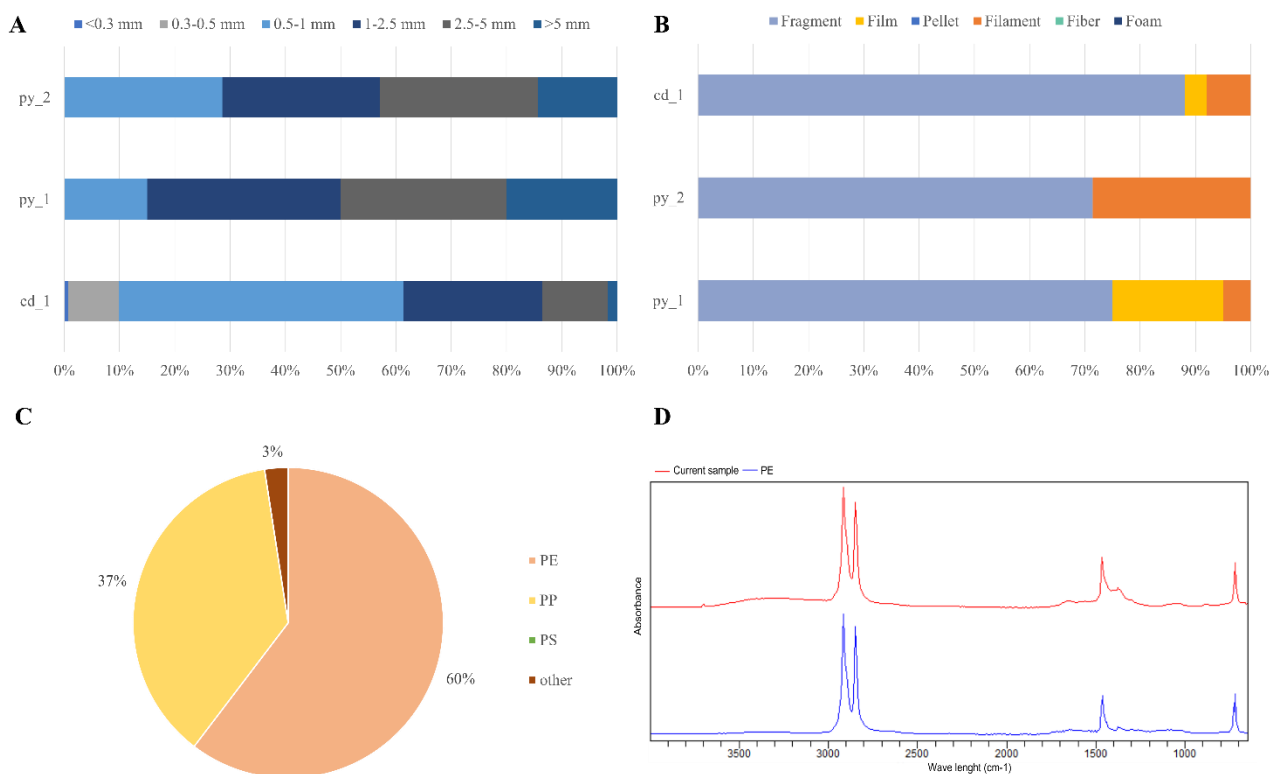 A
<0.3 mm 0.3-0.5 mm 0.5-1 mm 1-2.5 mm 2.5-5 mm >5 mm
py_2
py_1
cd_1
0% 10% 20% 30% 40% 50% 60% 70% 80% 90% 100%
B
Fragment Film Pellet Filament Fiber Foam
cd_1
py_2
py_1
0% 10% 20% 30% 40% 50% 60% 70% 80% 90% 100%
C
3%
37%
60%
PE
PP
PS
other
D
Current sample PE
Absorbance
3500 3000 2500 2000 1500 1000
Wave lenght (cm-1)